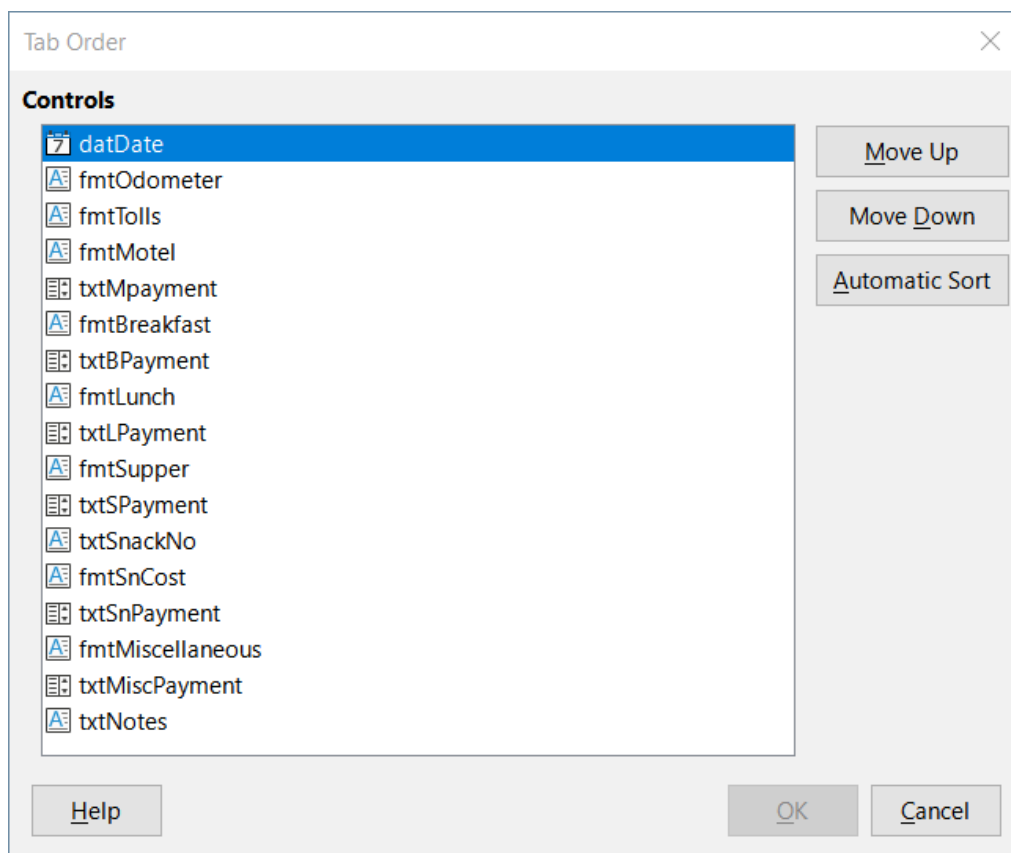 Tab Order
Controls
datDate
fmtOdometer
fmtTolls
fmtMotel
txtMpayment
fmtBreakfast
txtBPayment
fmtLunch
txtLPayment
fmtSupper
txtSPayment
txtSnackNo
fmtSnCost
txtSnPayment
fmtMiscellaneous
txtMiscPayment
txtNotes
Move Up
Move Down
Automatic Sort
Help
OK
Cancel